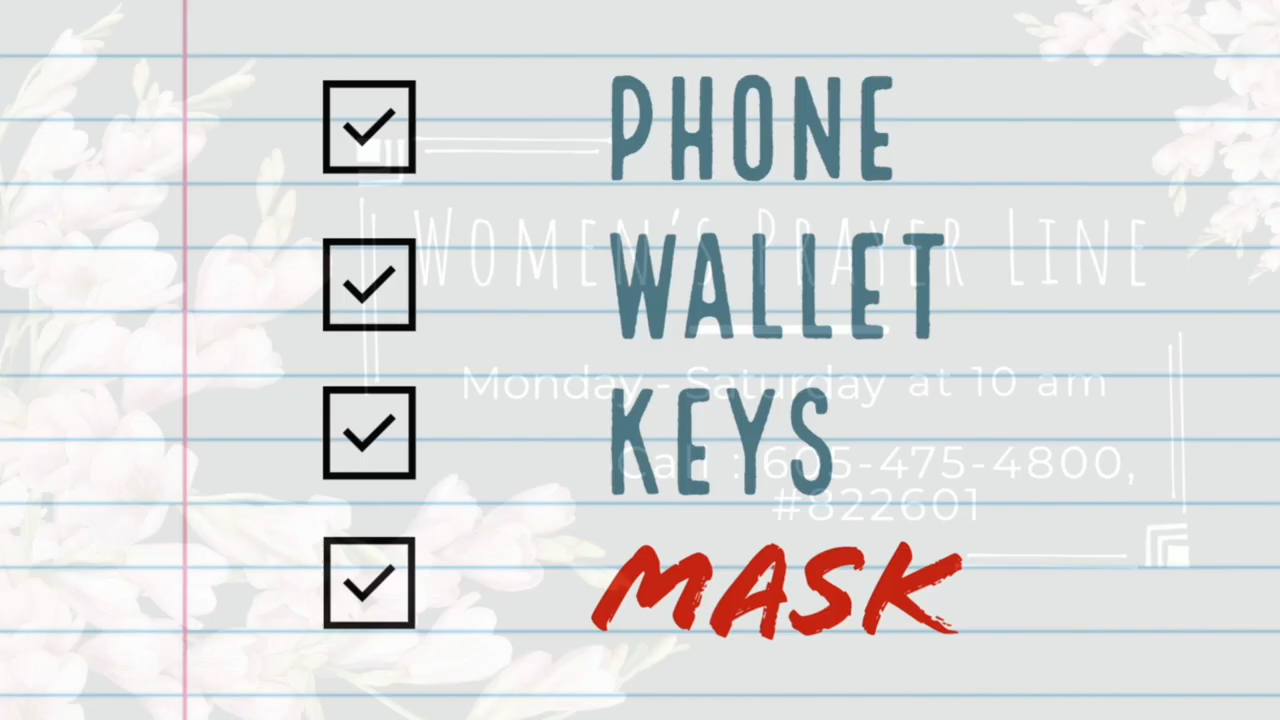 PHONE
WOMEN'S PRAYER LINE
WALLET
Monday - Saturday at 10 am
KEYS
Call : 605-475-4800,
#822601
MASK